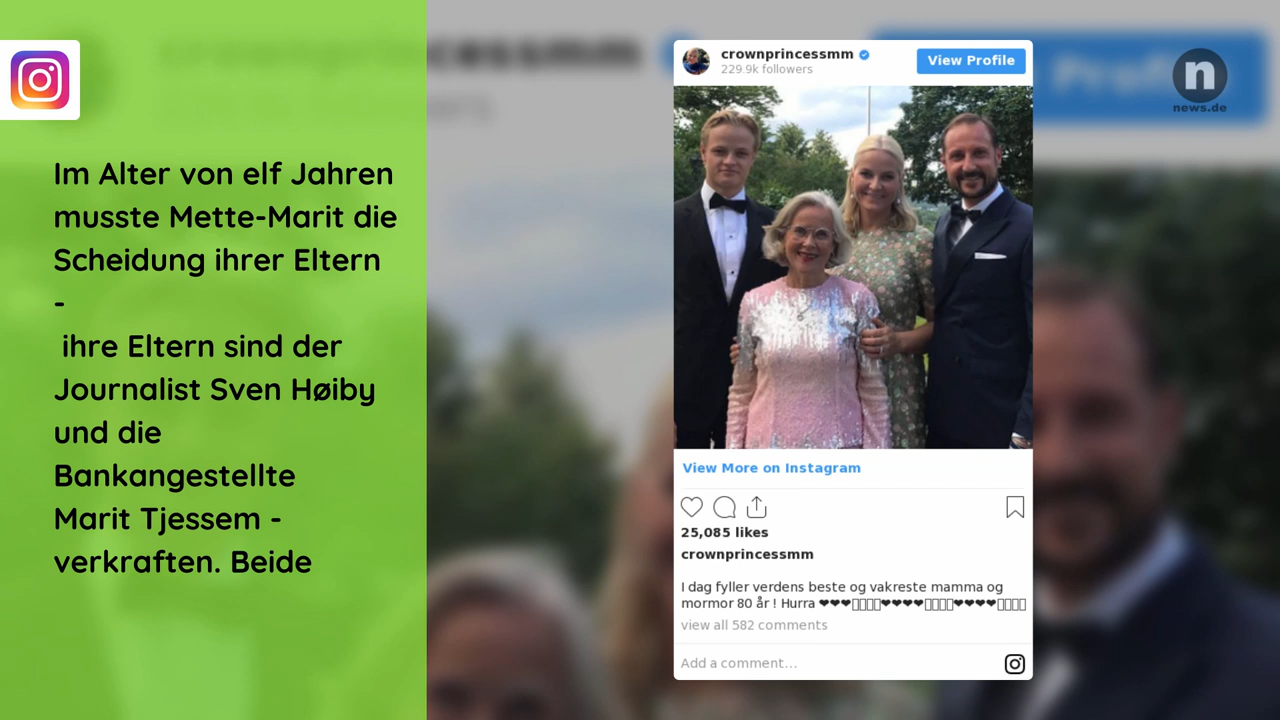 Im Alter von elf Jahren
musste Mette-Marit die
Scheidung ihrer Eltern
-
ihre Eltern sind der
Journalist Sven Høiby
und die
Bankangestellte
Marit Tjessem -
verkraften. Beide
crownprincessmm
229.9k followers
View Profile
n
news.de
View More on Instagram
25,085 likes
crownprincessmm
I dag fyller verdens beste og vakreste mamma og
mormor 80 år ! Hurra ❤❤❤▯▯▯▯❤❤❤❤▯▯▯▯❤❤❤❤▯▯▯▯
view all 582 comments
Add a comment...